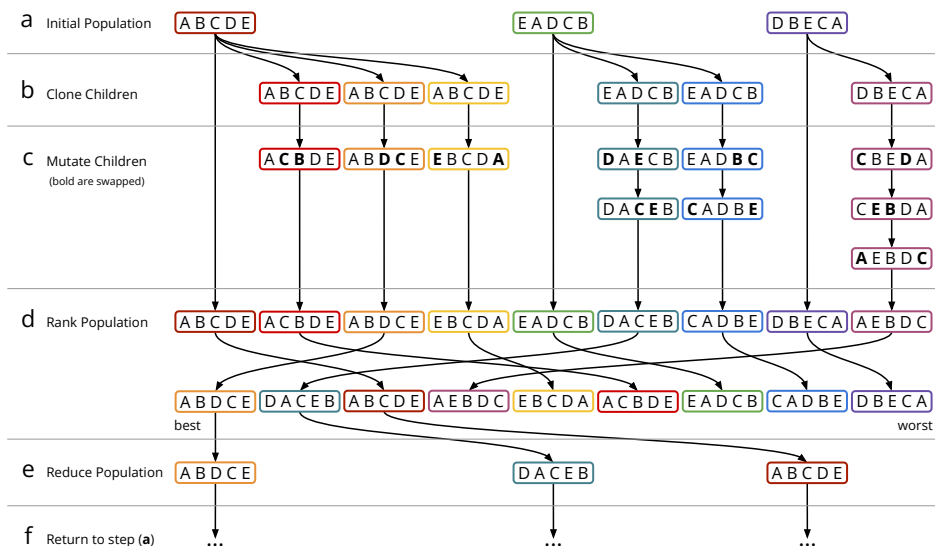 a Initial Population A B C D E E A D C B D B E C A
b Clone Children A B C D E A B C D E A B C D E E A D C B E A D C B D B E C A
c Mutate Children A C B D E A B D C E E B C D A D A E C B E A D B C C B E D A
(bold are swapped)
D A C E B C A D B E C E B D A
A E B D C
d Rank Population A B C D E A C B D E A B D C E E B C D A E A D C B D A C E B C A D B E D B E C A A E B D C
A B D C E D A C E B A B C D E A E B D C E B C D A A C B D E E A D C B C A D B E D B E C A
best worst
e Reduce Population A B D C E D A C E B A B C D E
f Return to step (a) ... ... ...